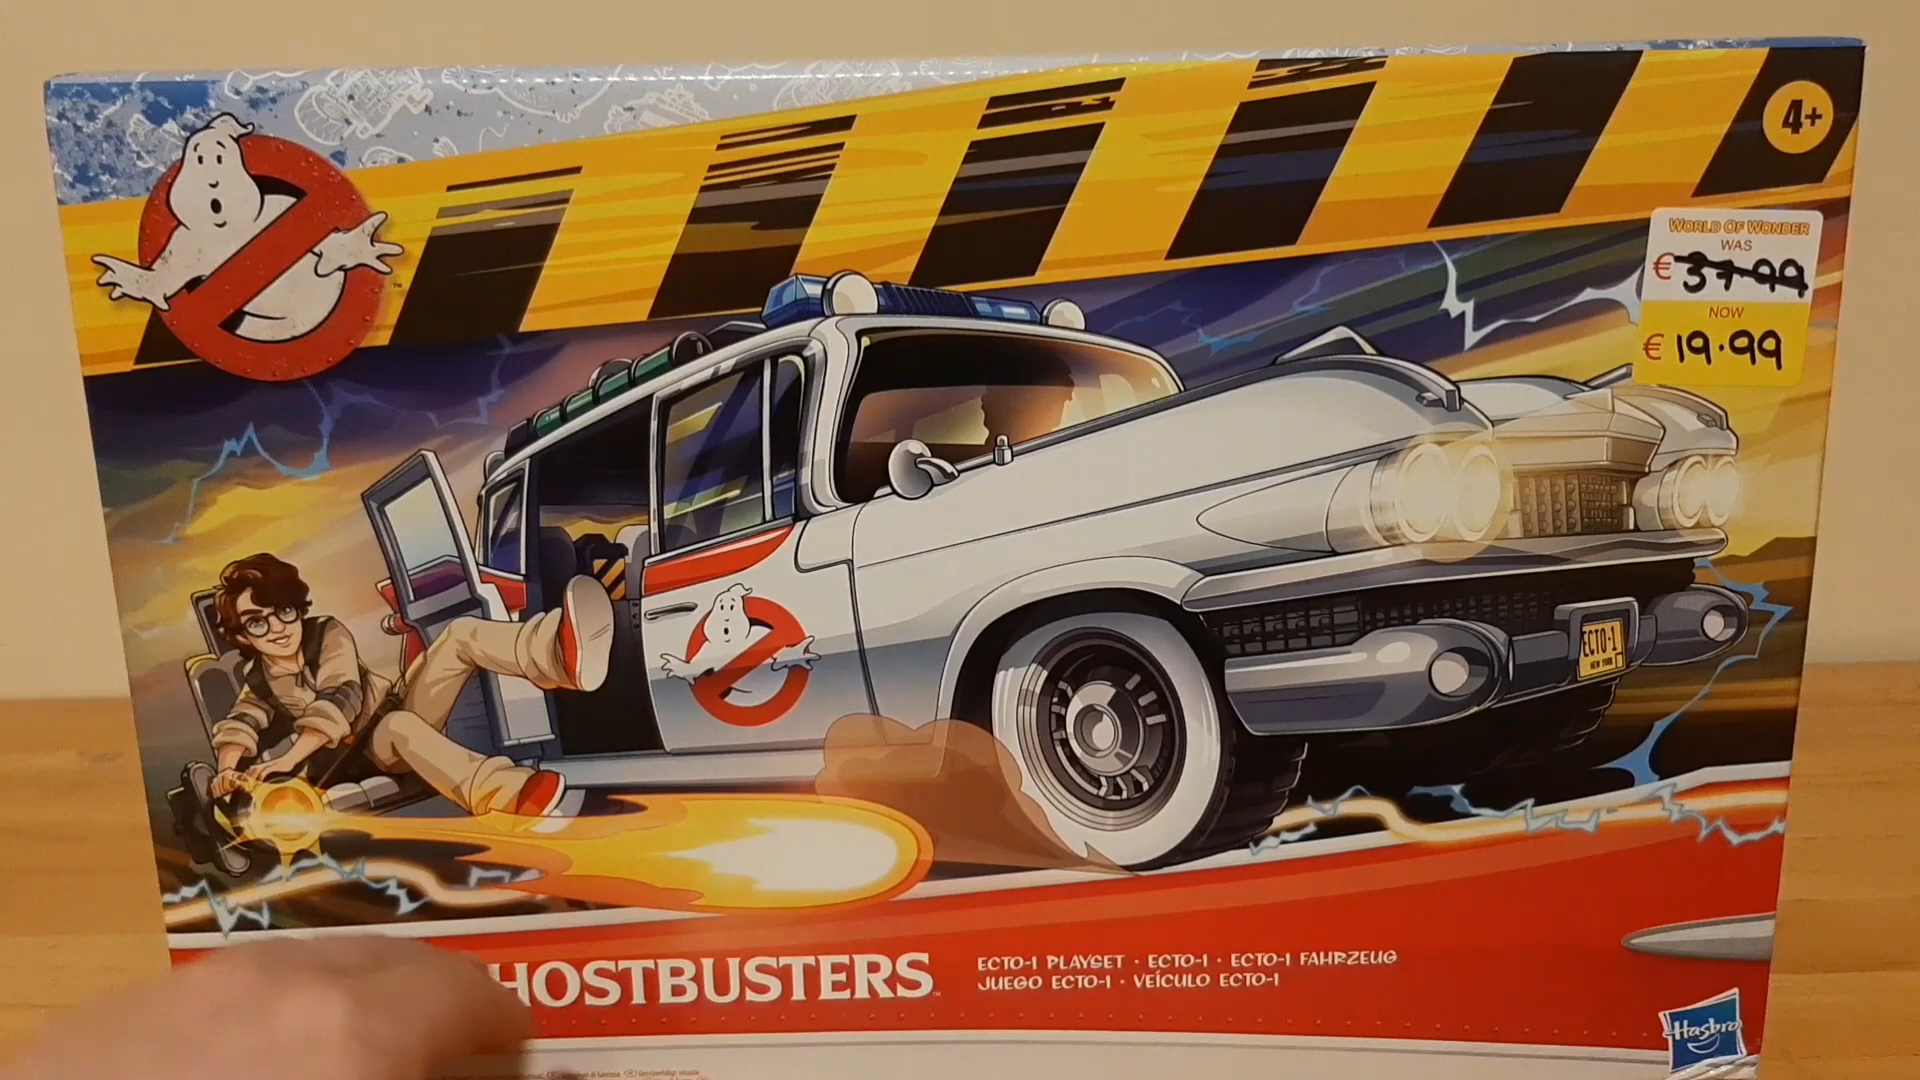 4+
WORLD OF WONDER
WAS
€ 37.99
NOW
€ 19.99
ECTO-1
NEW YORK
HOSTBUSTERS™
ECTO-1 PLAYSET · ECTO-1 · ECTO-1 FAHRZEUG
JUEGO ECTO-1 · VEÍCULO ECTO-1
Hasbro